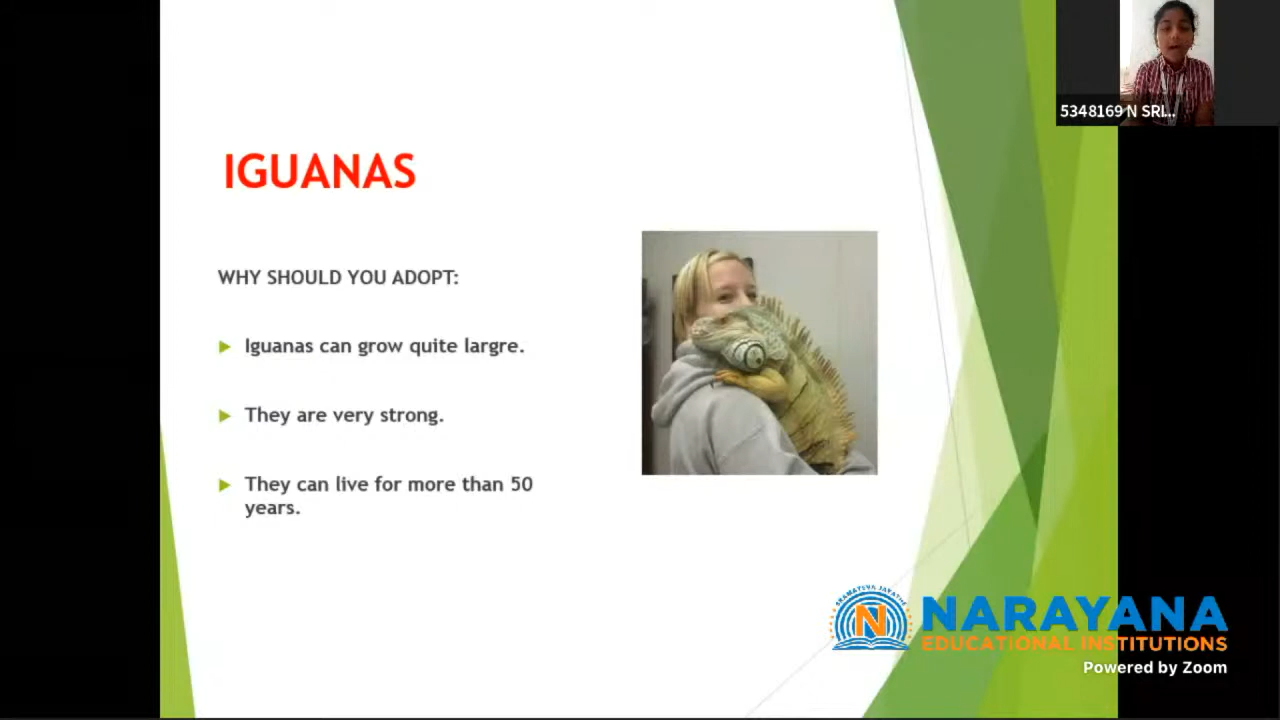 5348169 N SRI...
IGUANAS
WHY SHOULD YOU ADOPT:
Iguanas can grow quite largre.
They are very strong.
They can live for more than 50
years.
N
NARAYANA
EDUCATIONAL INSTITUTIONS
Powered by Zoom